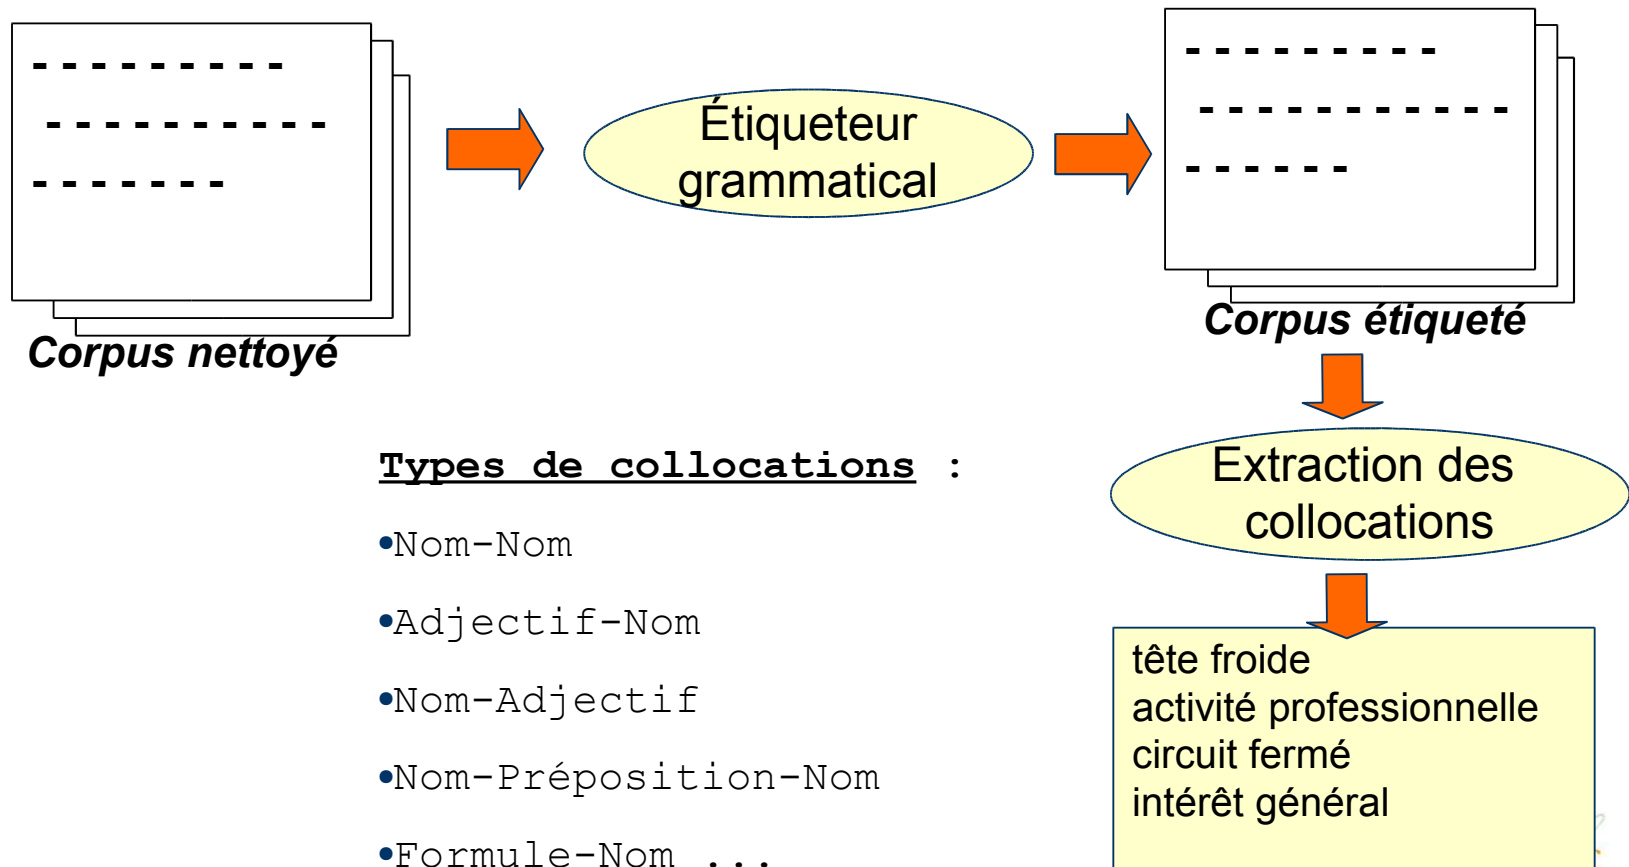 - - - - - - - - -
- - - - - - - - - -
- - - - - - -
Corpus nettoyé
Étiqueteur
grammatical
- - - - - - - - -
- - - - - - - - - - -
- - - - - -
Corpus étiqueté
Types de collocations :
•Nom-Nom
•Adjectif-Nom
•Nom-Adjectif
•Nom-Préposition-Nom
•Formule-Nom ...
Extraction des
collocations
tête froide
activité professionnelle
circuit fermé
intérêt général